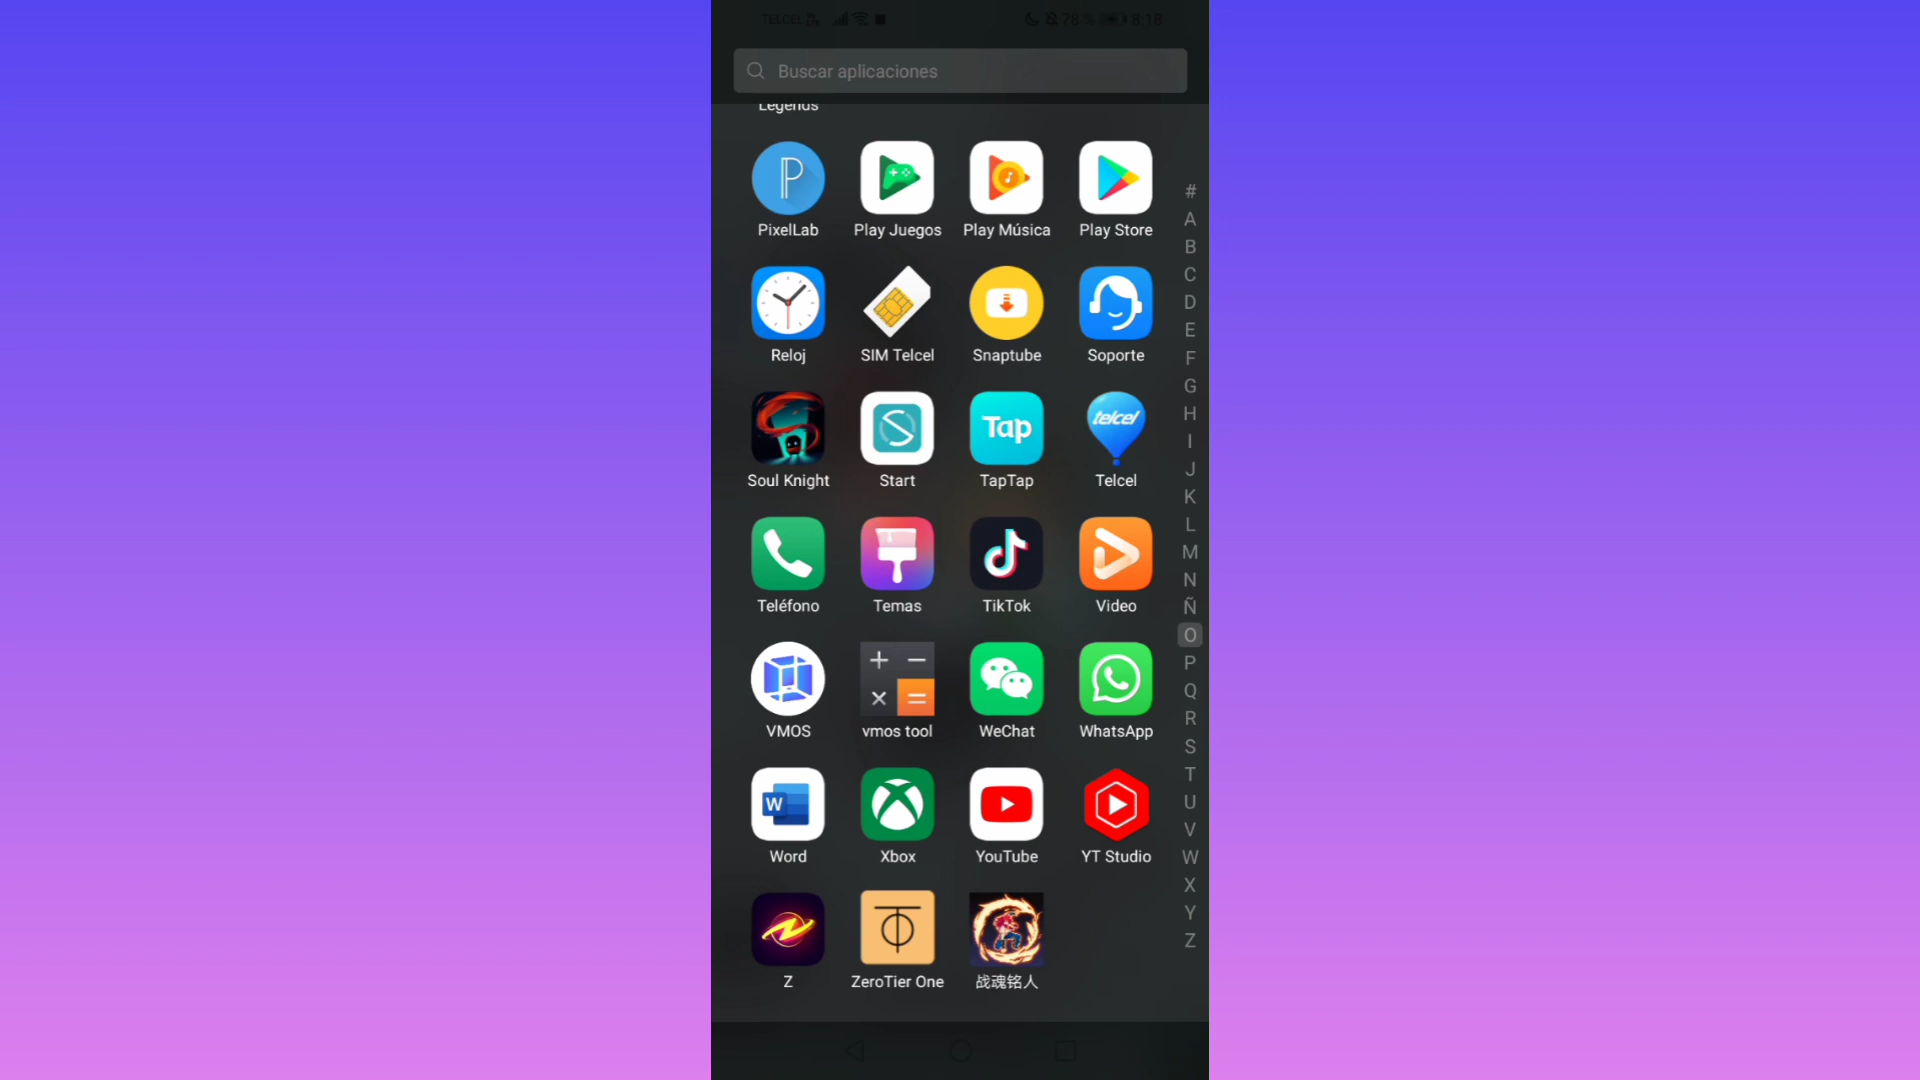 TELCEL 78 % 8:18
Buscar aplicaciones
Legends
PixelLab Play Juegos Play Música Play Store
Reloj SIM Telcel Snaptube Soporte
Tap telcel
Soul Knight Start TapTap Telcel
Teléfono Temas TikTok Video
VMOS vmos tool WeChat WhatsApp
W
Word Xbox YouTube YT Studio
Z ZeroTier One 战魂铭人
#
A
B
C
D
E
F
G
H
I
J
K
L
M
N
Ñ
O
P
Q
R
S
T
U
V
W
X
Y
Z